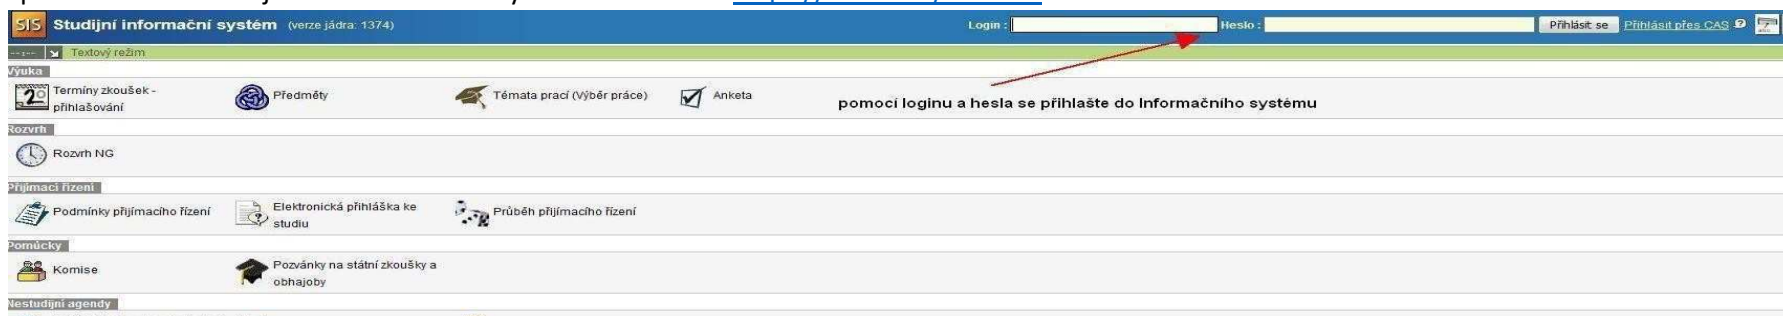 SIS Studijní informační systém (verze jádra: 1374) Login : Heslo : Přihlásit se Přihlásit přes CAS
--:-- Textový režim
Výuka
Termíny zkoušek - přihlašování
Předměty
Témata prací (Výběr práce)
Anketa
pomocí loginu a hesla se přihlašte do Informačního systému
Rozvrh
Rozvrh NG
Přijímací řízení
Podmínky přijímacího řízení
Elektronická přihláška ke studiu
Průběh přijímacího řízení
Pomůcky
Komise
Pozvánky na státní zkoušky a obhajoby
Nestudijní agendy